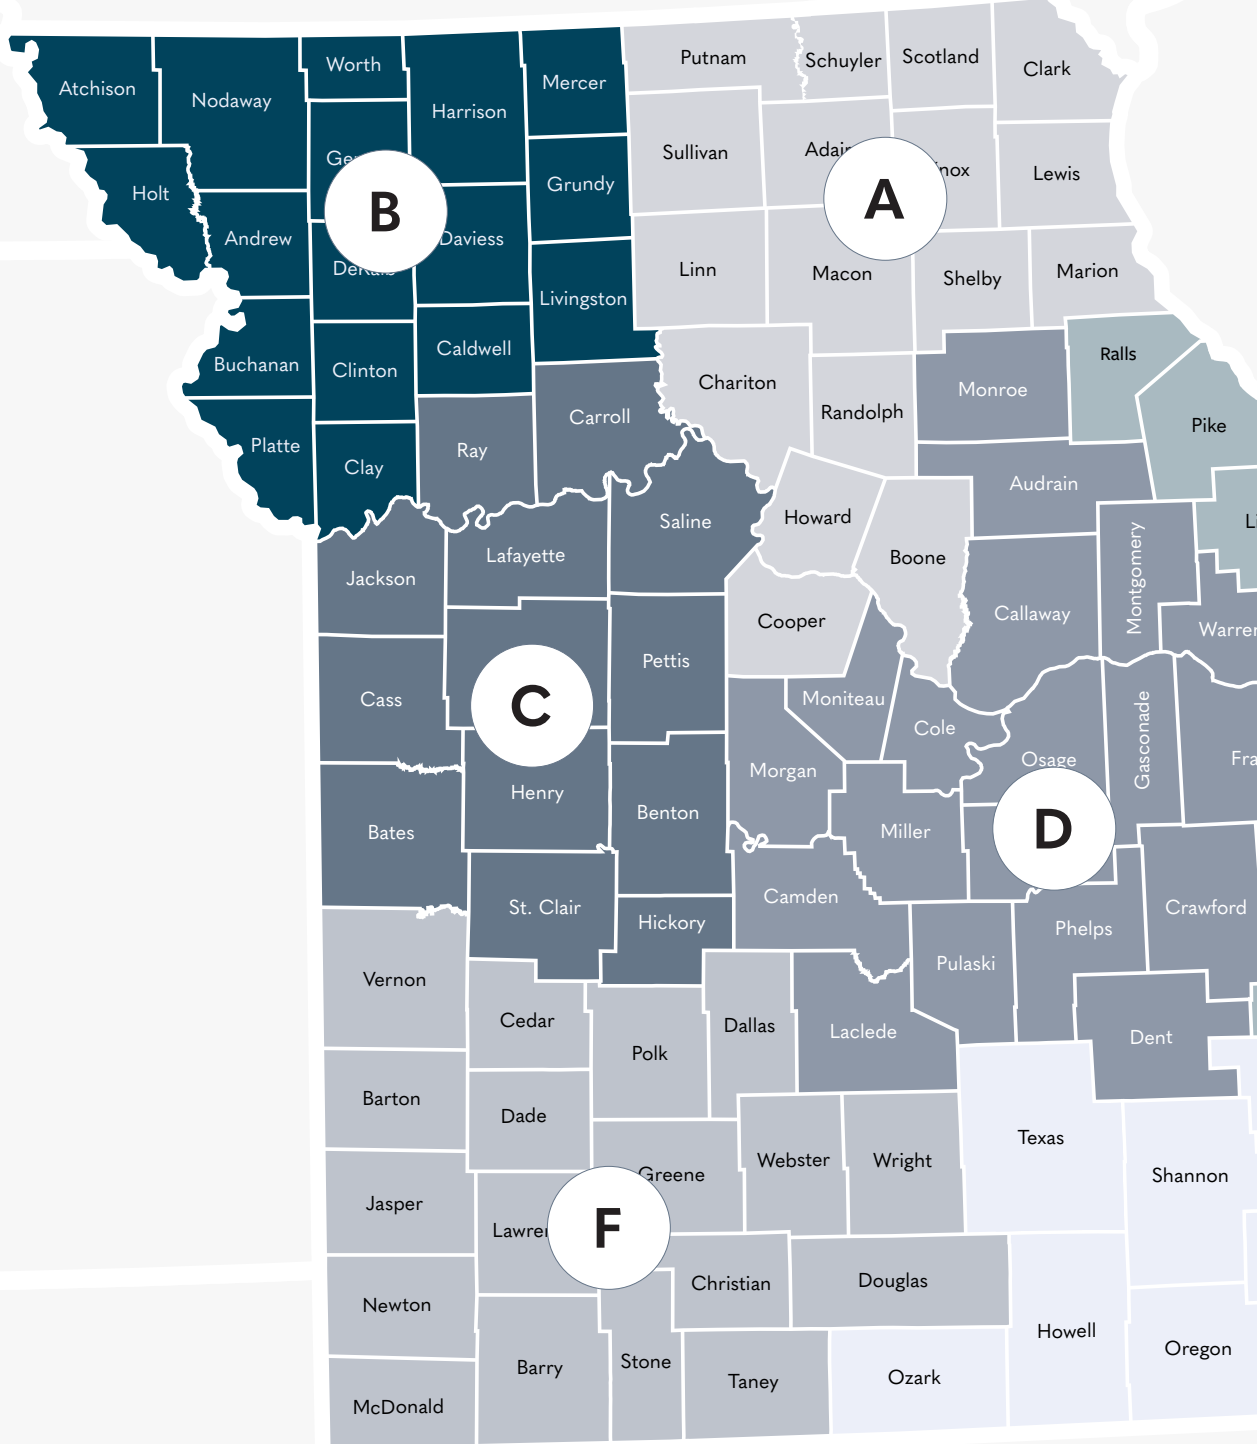 Putnam
Schuyler
Scotland
Clark
Worth
Mercer
Atchison
Nodaway
Harrison
Sullivan
Adair
Lewis
Holt
Grundy
B
A
Andrew
Daviess
Linn
Macon
Shelby
Marion
Livingston
Buchanan
Clinton
Caldwell
Ralls
Chariton
Monroe
Carroll
Randolph
Pike
Platte
Ray
Clay
Audrain
Howard
Saline
Montgomery
Lafayette
Boone
Jackson
Cooper
Callaway
Warren
Pettis
Cass
C
Moniteau
Cole
Gasconade
Osage
Morgan
Henry
Benton
Bates
Miller
D
Camden
St. Clair
Hickory
Crawford
Phelps
Pulaski
Vernon
Cedar
Dallas
Laclede
Polk
Dent
Barton
Dade
Texas
Webster
Wright
Greene
Shannon
Jasper
F
Christian
Douglas
Newton
Howell
Oregon
Barry
Stone
Taney
Ozark
McDonald